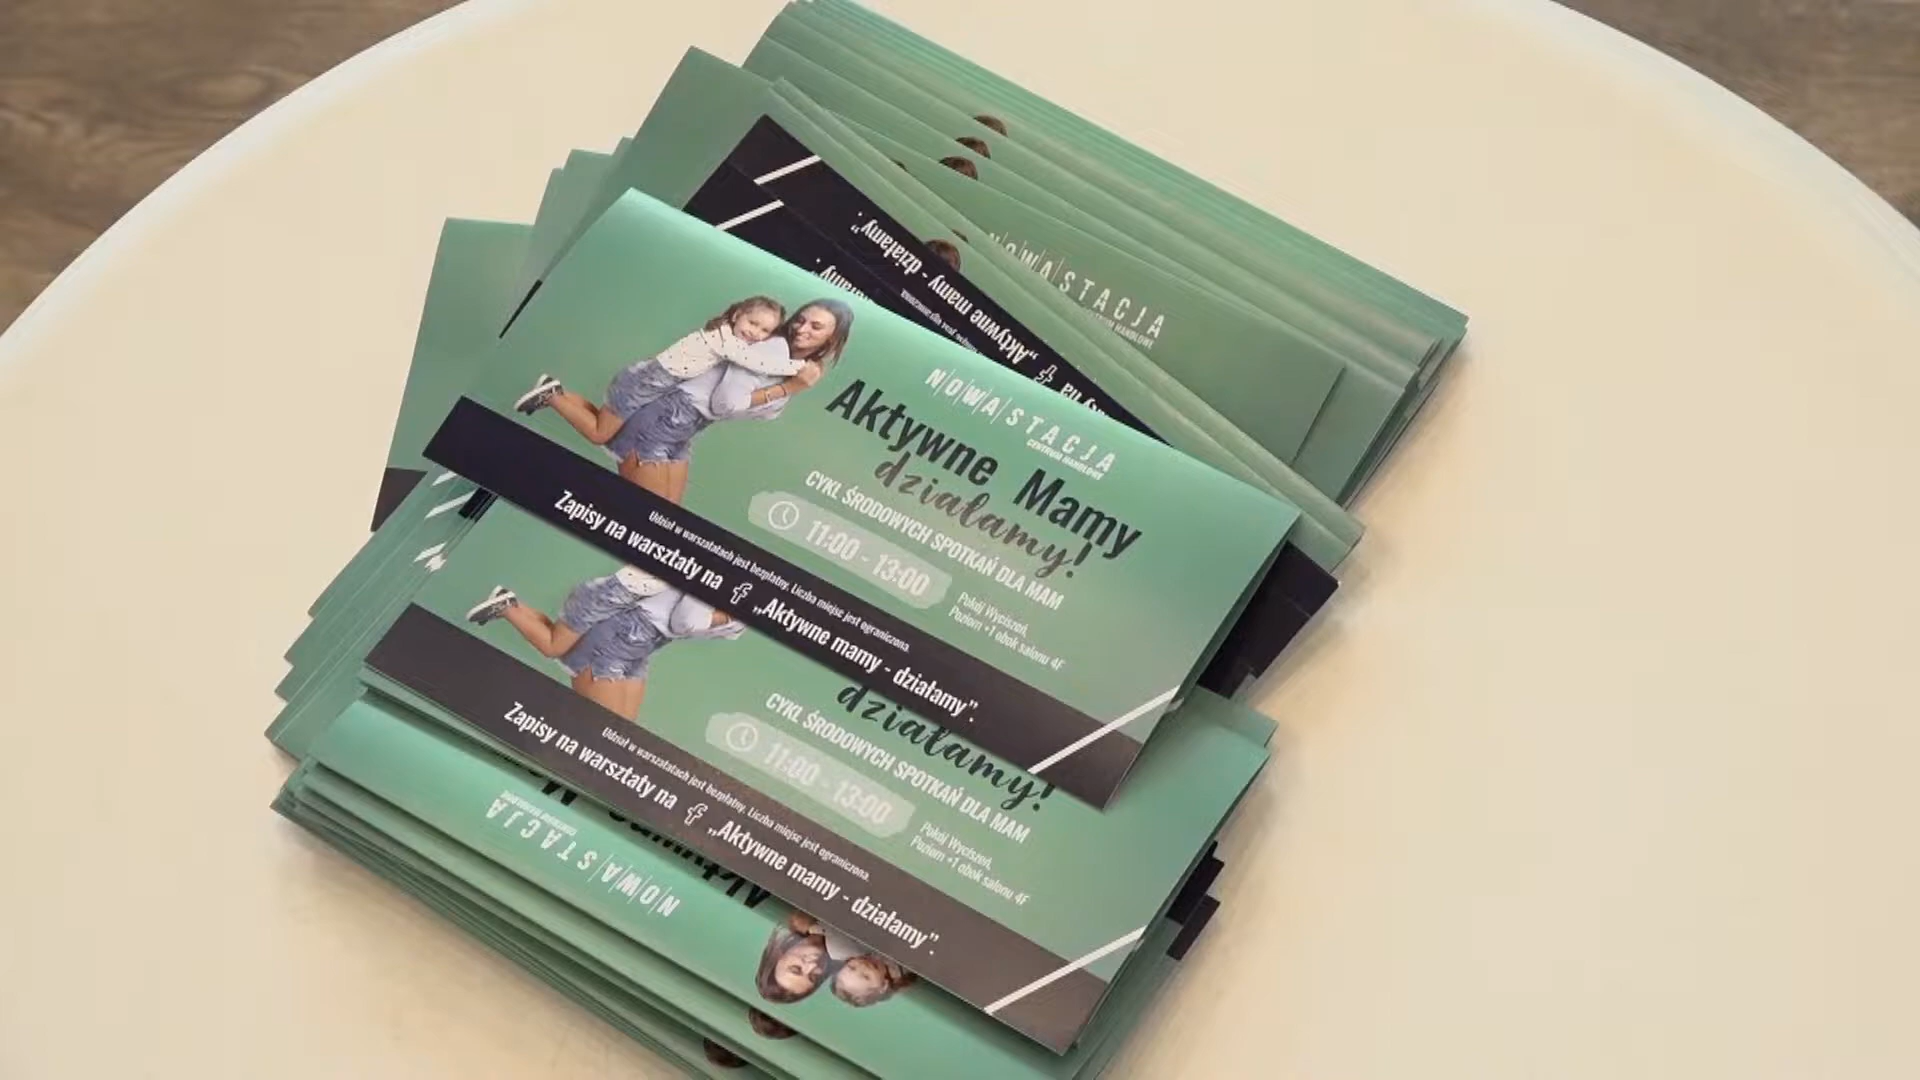 „Aktywne mamy - działamy”.
NOWA STACJA
CENTRUM HANDLOWE
NOWA STACJA
CENTRUM HANDLOWE
Aktywne Mamy
działamy!
CYKL ŚRODOWYCH SPOTKAŃ DLA MAM
11:00 - 13:00
Pokój Wyciszeń,
Poziom +1 obok salonu 4F
Udział w warsztatach jest bezpłatny. Liczba miejsc jest ograniczona.
Zapisy na warsztaty na f „Aktywne mamy - działamy”.
działamy!
CYKL ŚRODOWYCH SPOTKAŃ DLA MAM
11:00 - 13:00
Pokój Wyciszeń,
Poziom +1 obok salonu 4F
Udział w warsztatach jest bezpłatny. Liczba miejsc jest ograniczona.
Zapisy na warsztaty na f „Aktywne mamy - działamy”.
NOWA STACJA
CENTRUM HANDLOWE